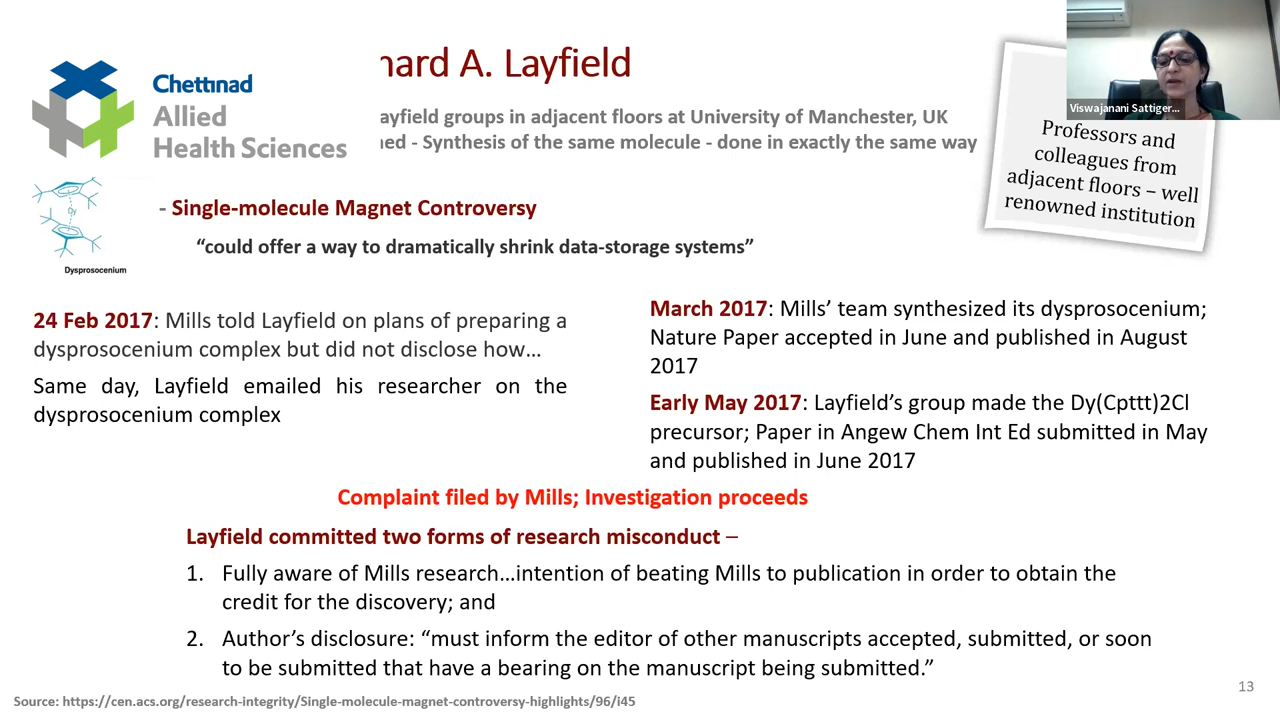 Chettinad
Allied
Health Sciences
A. Layfield
groups in adjacent floors at University of Manchester, UK
- Synthesis of the same molecule - done in exactly the same way
Viswajanani Sattiger...
Professors and
colleagues from
adjacent floors – well
renowned institution
Dy
Dysprosocenium
- Single-molecule Magnet Controversy
“could offer a way to dramatically shrink data-storage systems”
24 Feb 2017: Mills told Layfield on plans of preparing a
dysprosocenium complex but did not disclose how…
Same day, Layfield emailed his researcher on the
dysprosocenium complex
March 2017: Mills’ team synthesized its dysprosocenium;
Nature Paper accepted in June and published in August
2017
Early May 2017: Layfield’s group made the Dy(Cpttt)2Cl
precursor; Paper in Angew Chem Int Ed submitted in May
and published in June 2017
Complaint filed by Mills; Investigation proceeds
Layfield committed two forms of research misconduct –
1. Fully aware of Mills research…intention of beating Mills to publication in order to obtain the
credit for the discovery; and
2. Author’s disclosure: “must inform the editor of other manuscripts accepted, submitted, or soon
to be submitted that have a bearing on the manuscript being submitted.”
Source: https://cen.acs.org/research-integrity/Single-molecule-magnet-controversy-highlights/96/i45
13